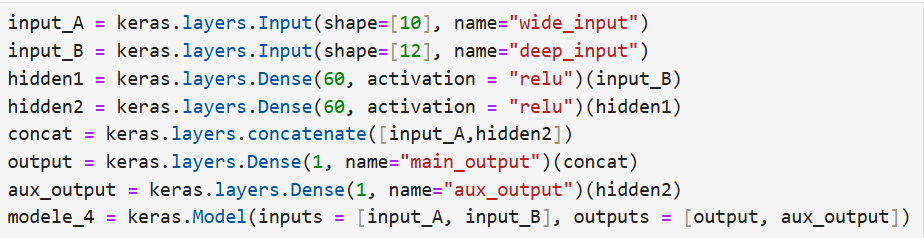 input_A = keras.layers.Input(shape=[10], name="wide_input")
input_B = keras.layers.Input(shape=[12], name="deep_input")
hidden1 = keras.layers.Dense(60, activation = "relu")(input_B)
hidden2 = keras.layers.Dense(60, activation = "relu")(hidden1)
concat = keras.layers.concatenate([input_A,hidden2])
output = keras.layers.Dense(1, name="main_output")(concat)
aux_output = keras.layers.Dense(1, name="aux_output")(hidden2)
modele_4 = keras.Model(inputs = [input_A, input_B], outputs = [output, aux_output])